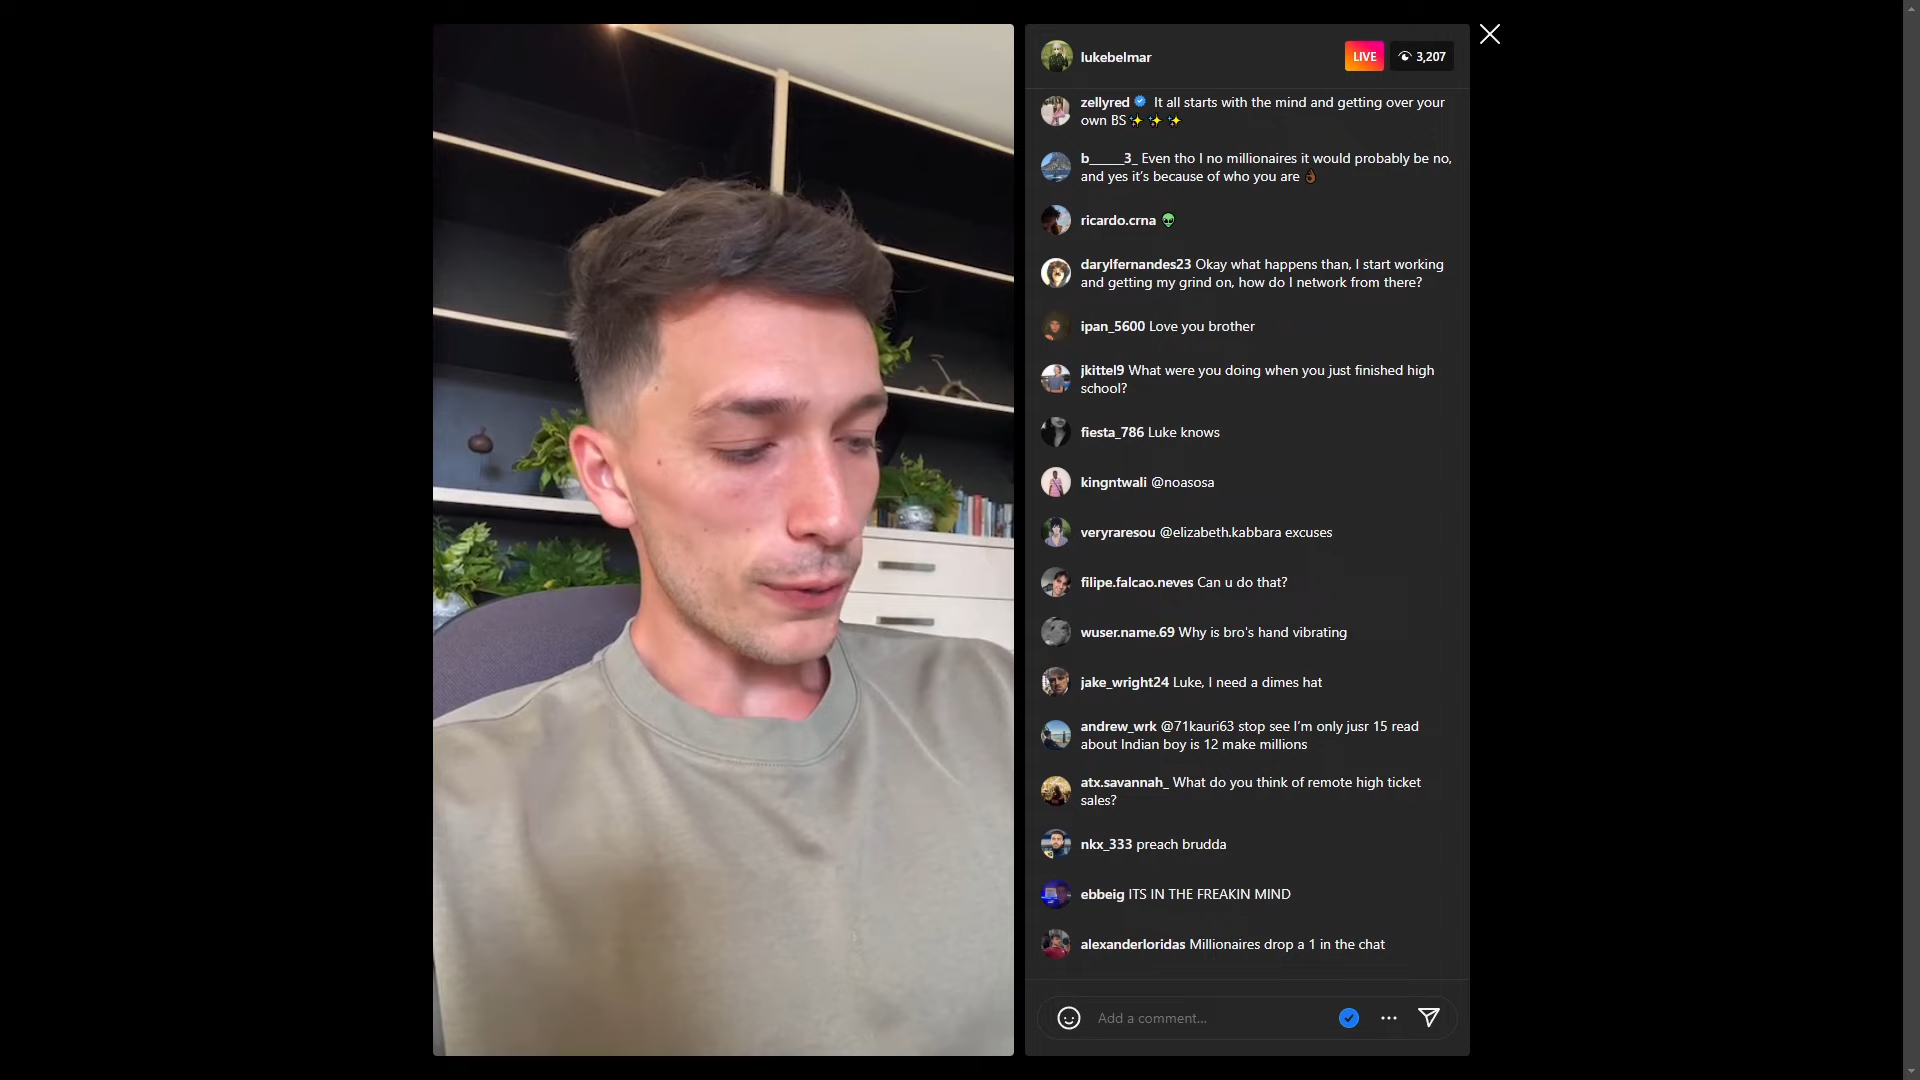 lukebelmar
LIVE
3,207
zellyred It all starts with the mind and getting over your
own BS✨ ✨ ✨
b_____3_ Even tho I no millionaires it would probably be no,
and yes it’s because of who you are 👌🏿
ricardo.crna 👽
darylfernandes23 Okay what happens than, I start working
and getting my grind on, how do I network from there?
ipan_5600 Love you brother
jkittel9 What were you doing when you just finished high
school?
fiesta_786 Luke knows
kingntwali @noasosa
veryraresou @elizabeth.kabbara excuses
filipe.falcao.neves Can u do that?
wuser.name.69 Why is bro's hand vibrating
jake_wright24 Luke, I need a dimes hat
andrew_wrk @71kauri63 stop see I’m only jusr 15 read
about Indian boy is 12 make millions
atx.savannah_ What do you think of remote high ticket
sales?
nkx_333 preach brudda
ebbeig ITS IN THE FREAKIN MIND
alexanderloridas Millionaires drop a 1 in the chat
Add a comment...